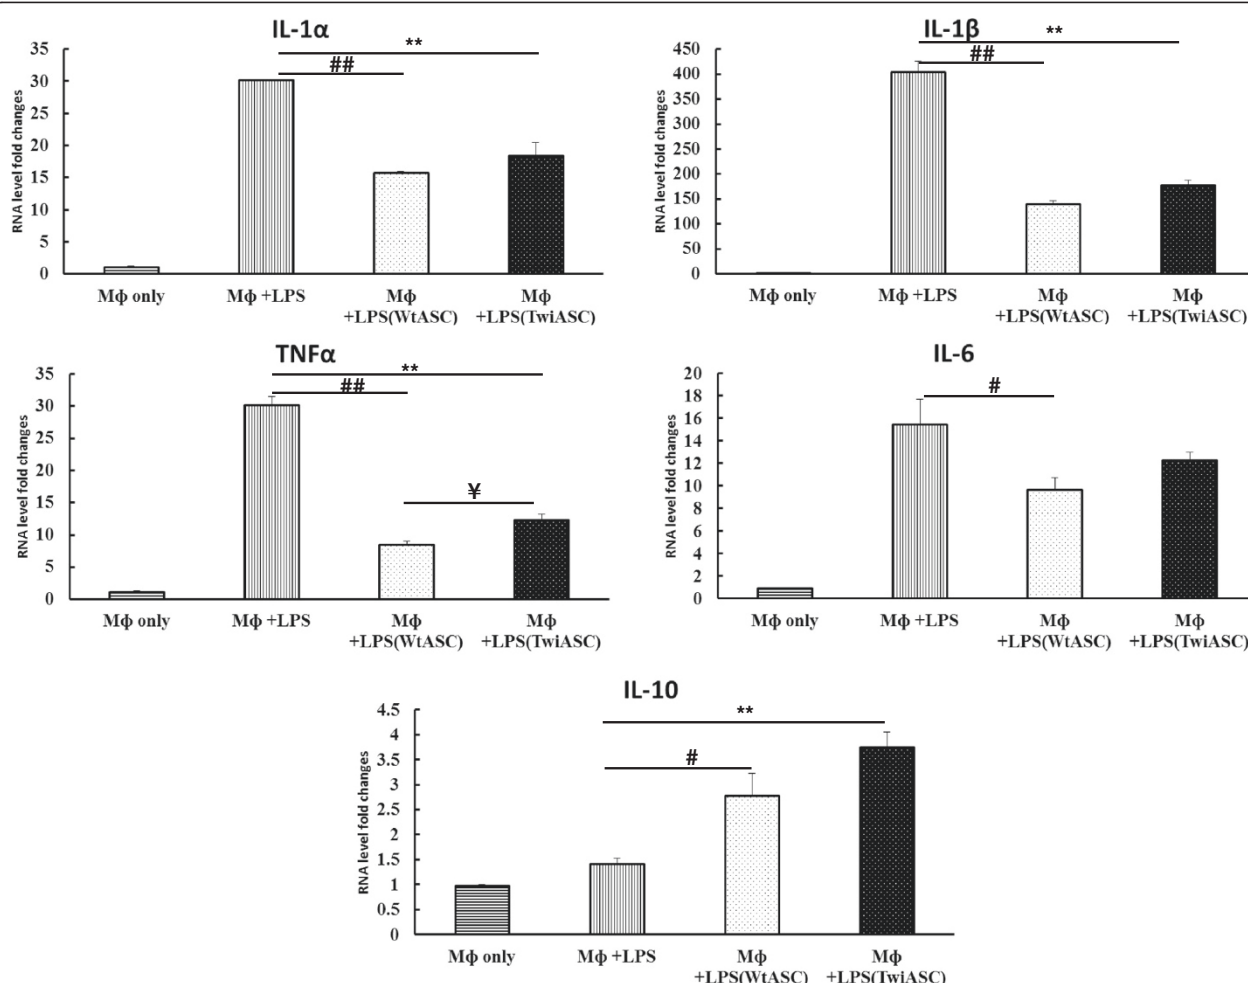 IL-1α
**
##
RNA level fold changes
35
30
25
20
15
10
5
0
Mϕ only
Mϕ +LPS
Mϕ
+LPS(WtASC)
Mϕ
+LPS(TwiASC)
IL-1β
**
##
RNA level fold changes
450
400
350
300
250
200
150
100
50
0
Mϕ only
Mϕ +LPS
Mϕ
+LPS(WtASC)
Mϕ
+LPS(TwiASC)
TNFα
**
##
¥
RNA level fold changes
35
30
25
20
15
10
5
0
Mϕ only
Mϕ +LPS
Mϕ
+LPS(WtASC)
Mϕ
+LPS(TwiASC)
IL-6
#
RNA level fold changes
20
18
16
14
12
10
8
6
4
2
0
Mϕ only
Mϕ +LPS
Mϕ
+LPS(WtASC)
Mϕ
+LPS(TwiASC)
IL-10
**
#
RNA level fold changes
4.5
4
3.5
3
2.5
2
1.5
1
0.5
0
Mϕ only
Mϕ +LPS
Mϕ
+LPS(WtASC)
Mϕ
+LPS(TwiASC)